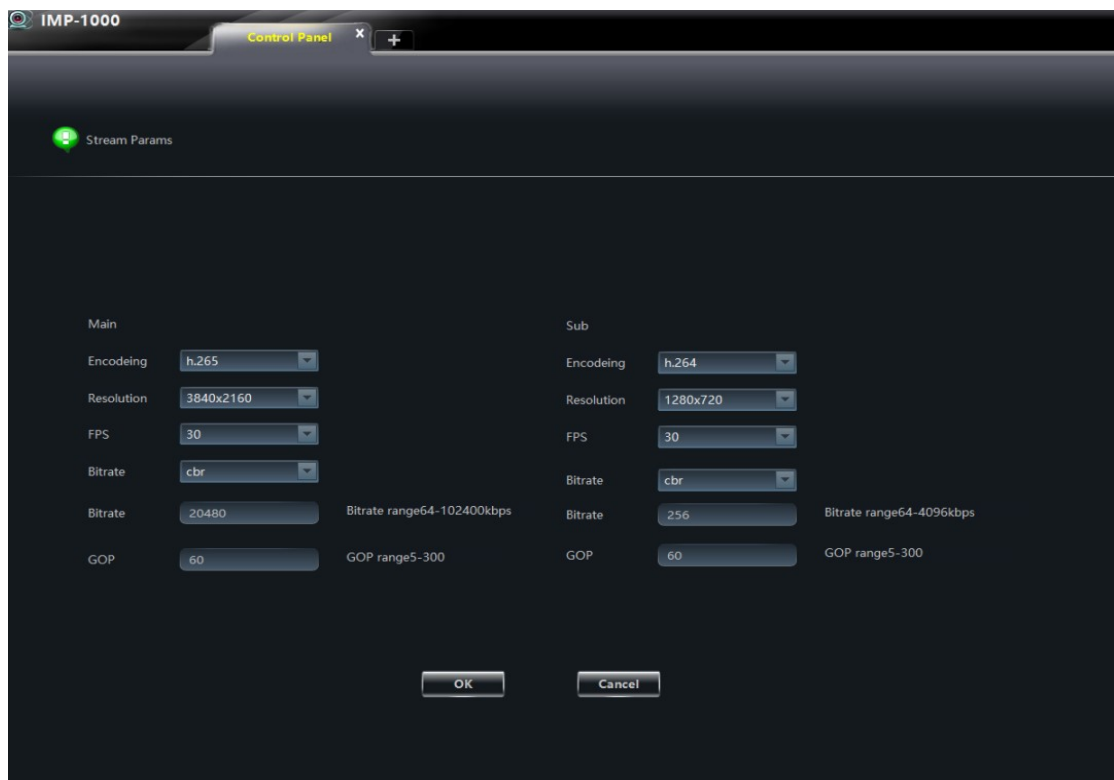 IMP-1000
Control Panel x +
Stream Params
Main
Encodeing h.265
Resolution 3840x2160
FPS 30
Bitrate cbr
Bitrate 20480 Bitrate range64-102400kbps
GOP 60 GOP range5-300
Sub
Encodeing h.264
Resolution 1280x720
FPS 30
Bitrate cbr
Bitrate 256 Bitrate range64-4096kbps
GOP 60 GOP range5-300
OK Cancel